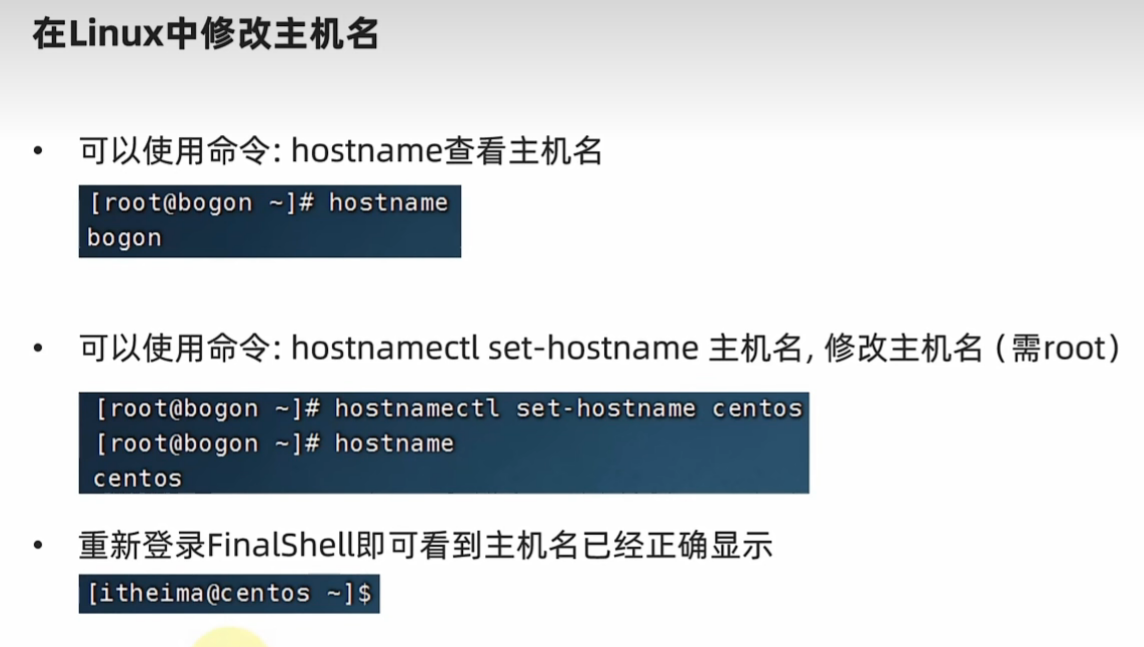 在Linux中修改主机名
• 可以使用命令: hostname查看主机名
[root@bogon ~]# hostname
bogon
• 可以使用命令: hostnamectl set-hostname 主机名, 修改主机名（需root）
[root@bogon ~]# hostnamectl set-hostname centos
[root@bogon ~]# hostname
centos
• 重新登录FinalShell即可看到主机名已经正确显示
[itheima@centos ~]$